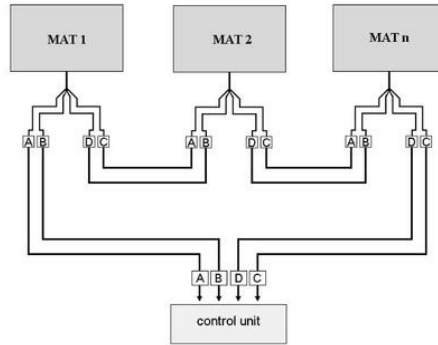 MAT 1 MAT 2 MAT n
A B D C A B D C A B D C
A B D C
control unit